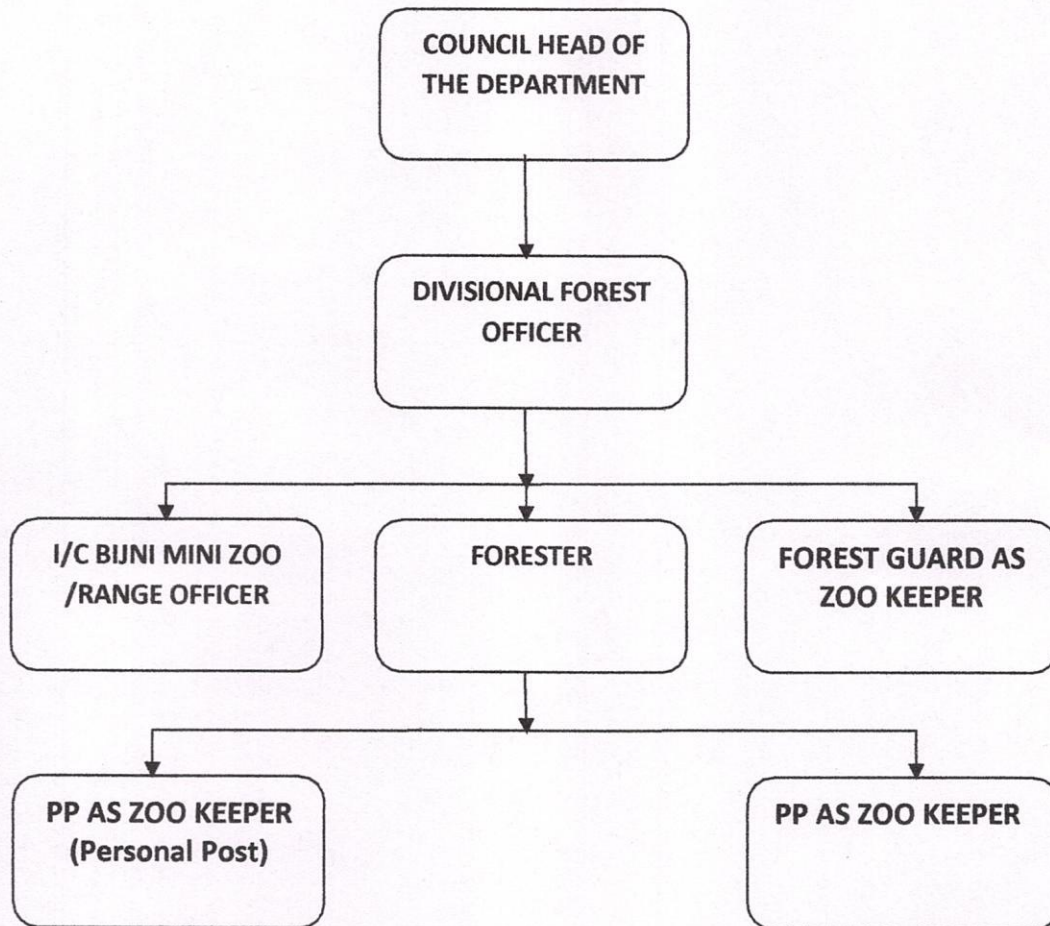 COUNCIL HEAD OF
THE DEPARTMENT
DIVISIONAL FOREST
OFFICER
I/C BIJNI MINI ZOO
/RANGE OFFICER
FORESTER
FOREST GUARD AS
ZOO KEEPER
PP AS ZOO KEEPER
(Personal Post)
PP AS ZOO KEEPER